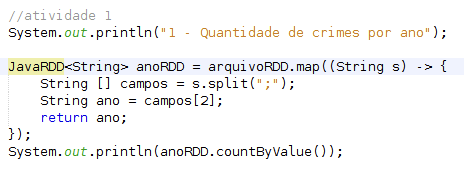 //atividade 1
System.out.println("1 - Quantidade de crimes por ano");
JavaRDD<String> anoRDD = arquivoRDD.map((String s) -> {
String [] campos = s.split(";");
String ano = campos[2];
return ano;
});
System.out.println(anoRDD.countByValue());